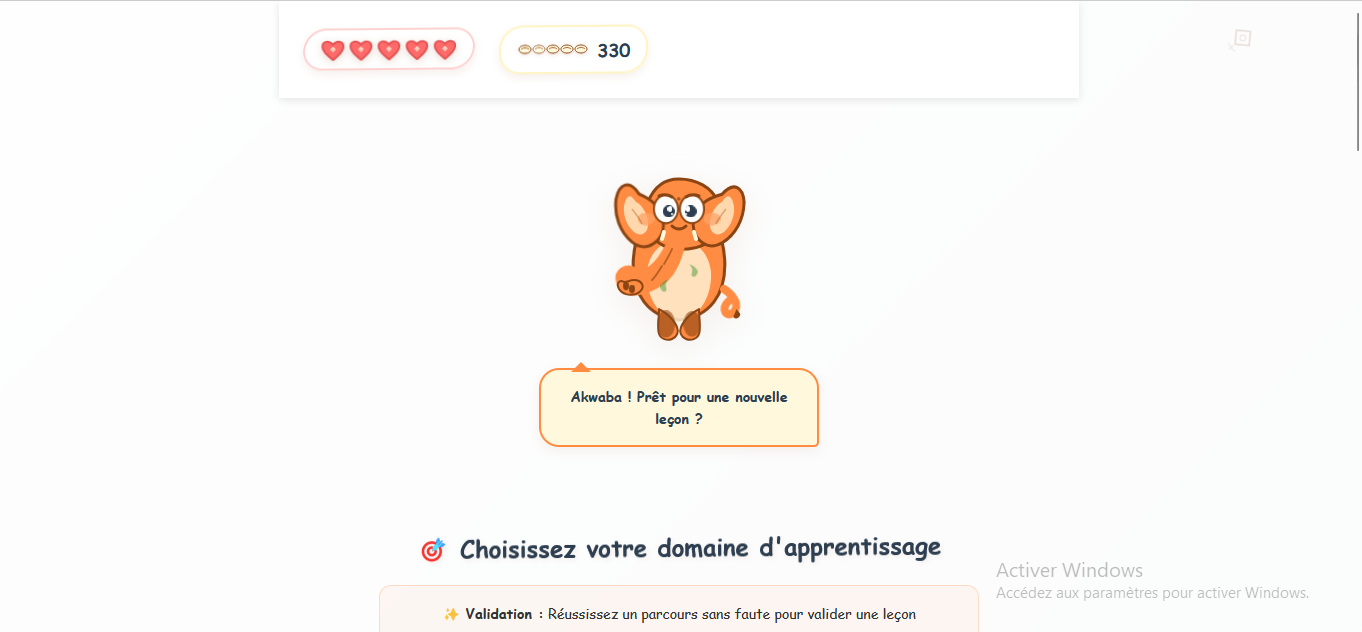 330
Akwaba ! Prêt pour une nouvelle
leçon ?
Choisissez votre domaine d'apprentissage
Validation : Réussissez un parcours sans faute pour valider une leçon
Activer Windows
Accédez aux paramètres pour activer Windows.